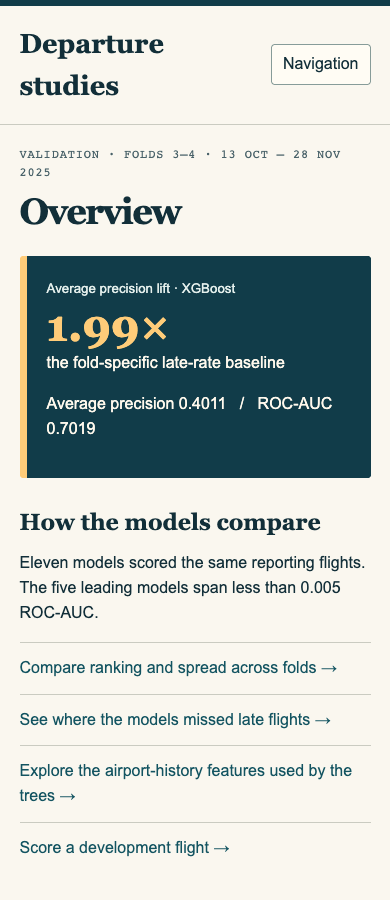 Departure
studies
Navigation
VALIDATION · FOLDS 3–4 · 13 OCT – 28 NOV
2025
Overview
Average precision lift · XGBoost
1.99×
the fold-specific late-rate baseline
Average precision 0.4011 / ROC-AUC
0.7019
How the models compare
Eleven models scored the same reporting flights.
The five leading models span less than 0.005
ROC-AUC.
Compare ranking and spread across folds →
See where the models missed late flights →
Explore the airport-history features used by the
trees →
Score a development flight →